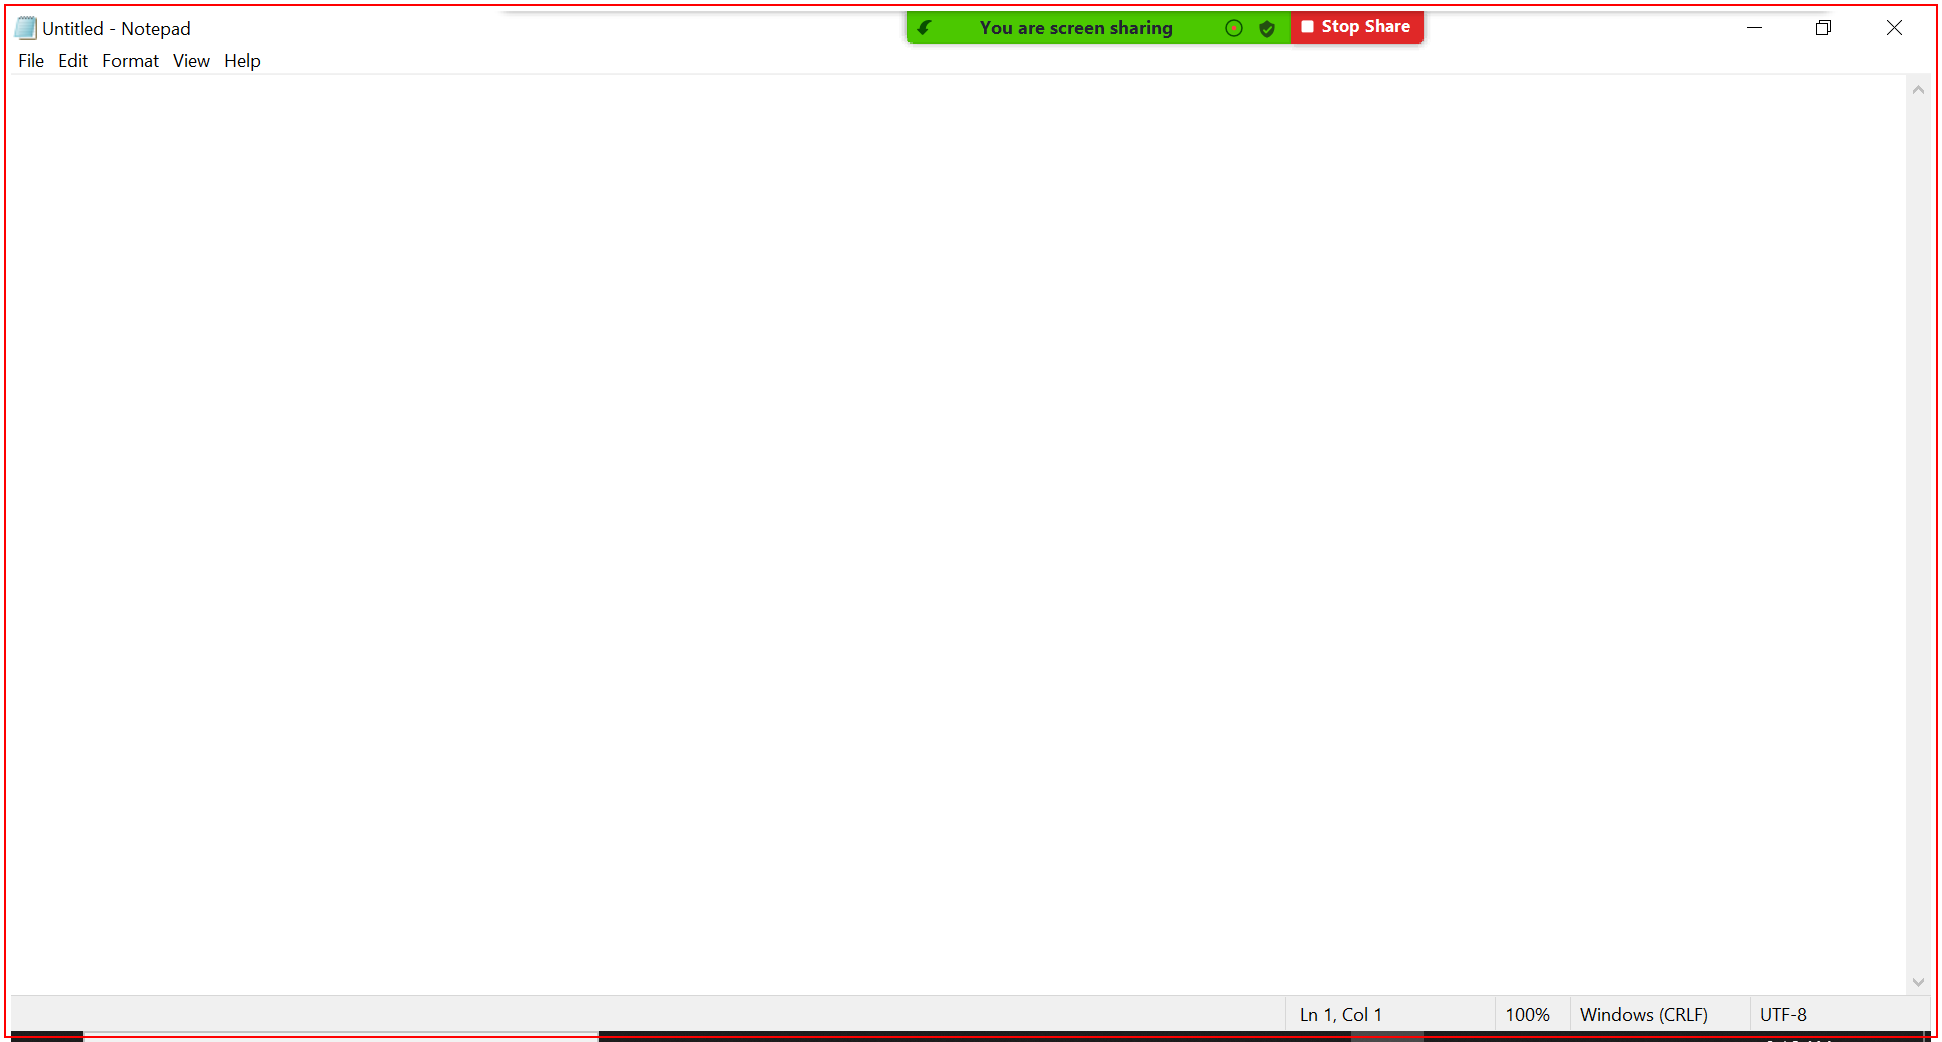 Untitled - Notepad
You are screen sharing
Stop Share
File Edit Format View Help
Ln 1, Col 1
100%
Windows (CRLF)
UTF-8